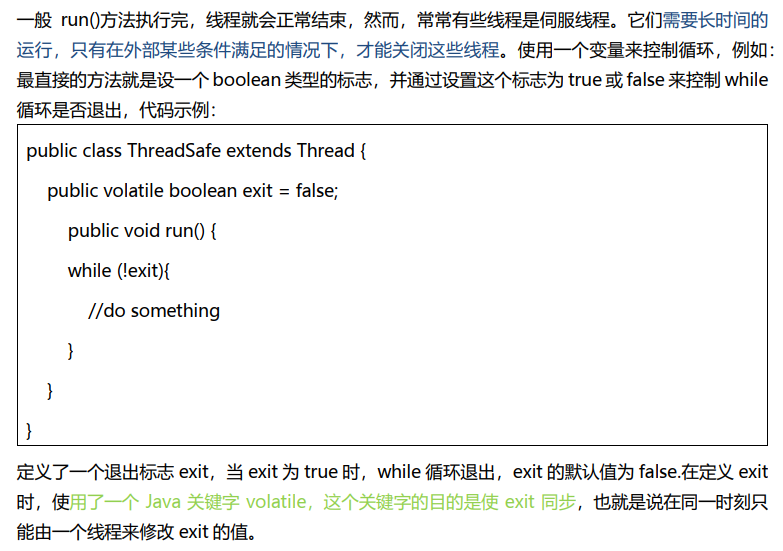 一般 run()方法执行完，线程就会正常结束，然而，常常有些线程是伺服线程。它们需要长时间的
运行，只有在外部某些条件满足的情况下，才能关闭这些线程。使用一个变量来控制循环，例如：
最直接的方法就是设一个 boolean 类型的标志，并通过设置这个标志为 true 或 false 来控制 while
循环是否退出，代码示例：
public class ThreadSafe extends Thread {
public volatile boolean exit = false;
public void run() {
while (!exit){
//do something
}
}
}
定义了一个退出标志 exit，当 exit 为 true 时，while 循环退出，exit 的默认值为 false.在定义 exit
时，使用了一个 Java 关键字 volatile，这个关键字的目的是使 exit 同步，也就是说在同一时刻只
能由一个线程来修改 exit 的值。